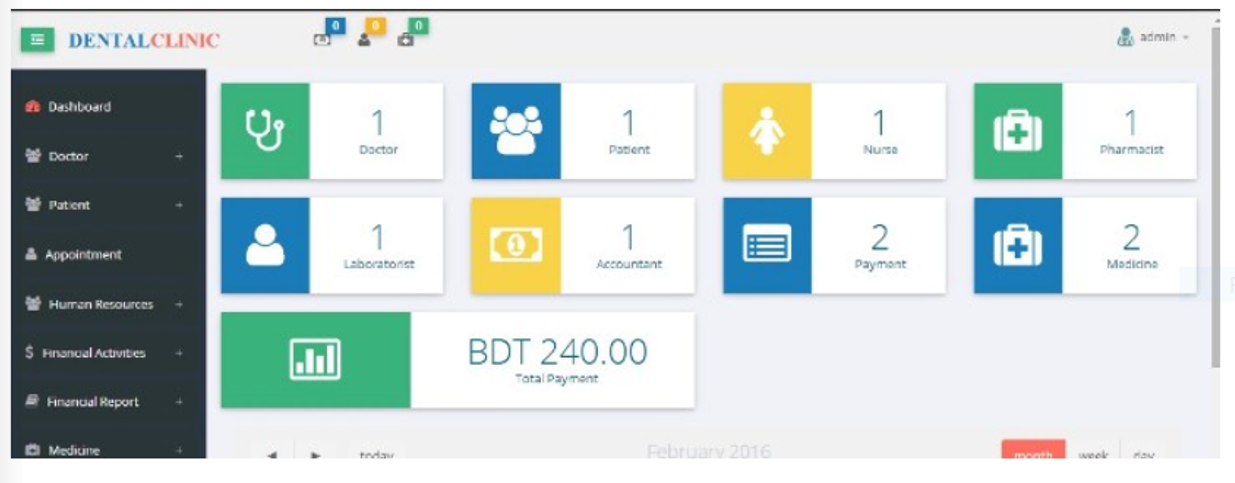 DENTALCLINIC
0 0 0
admin
Dashboard
Doctor +
Patient +
Appointment
Human Resources +
$ Financial Activities +
Financial Report +
Medicine +
1
Doctor
1
Patient
1
Nurse
1
Pharmacist
1
Laboratorist
1
Accountant
2
Payment
2
Medicine
BDT 240.00
Total Payment
today
February 2016
month week day